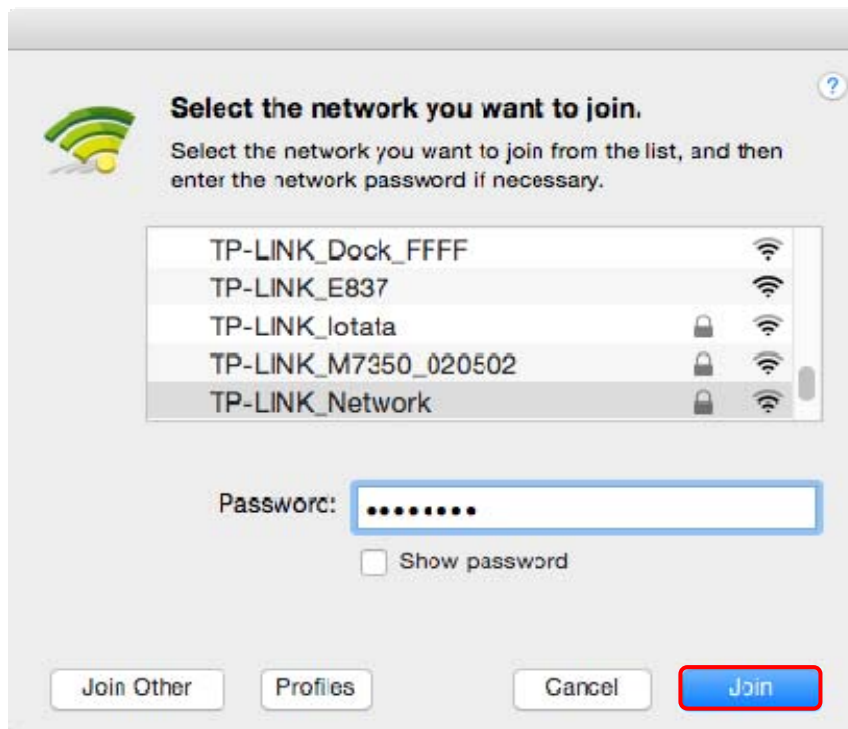 ?
Select the network you want to join.
Select the network you want to join from the list, and then
enter the network password if necessary.
TP-LINK_Dock_FFFF
TP-LINK_E837
TP-LINK_lotata
TP-LINK_M7350_020502
TP-LINK_Network
Password:
Show password
Join Other
Profiles
Cancel
Join